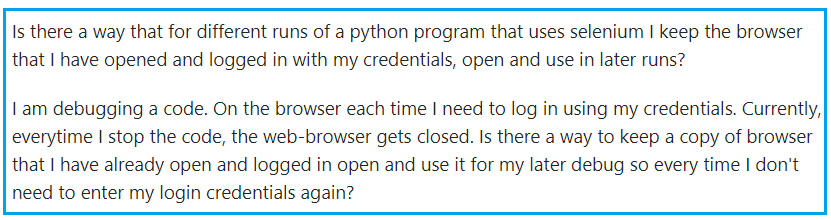 Is there a way that for different runs of a python program that uses selenium I keep the browser
that I have opened and logged in with my credentials, open and use in later runs?
I am debugging a code. On the browser each time I need to log in using my credentials. Currently,
everytime I stop the code, the web-browser gets closed. Is there a way to keep a copy of browser
that I have already open and logged in open and use it for my later debug so every time I don't
need to enter my login credentials again?